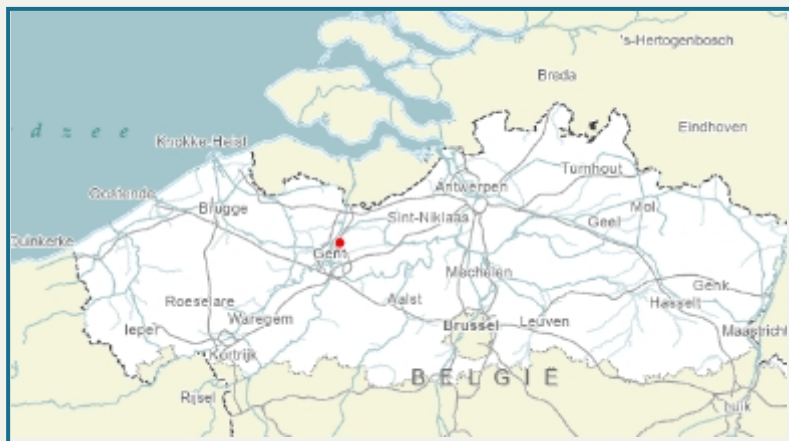 's-Hertogenbosch
Breda
Eindhoven
d z e e
Knokke-Heist
Turnhout
Antwerpen
Oostende
Brugge
Sint-Niklaas
Mol
Geel
Duinkerke
Gent
Mechelen
Genk
Roeselare
Aalst
Hasselt
Ieper
Waregem
Brussel
Leuven
Maastricht
Kortrijk
BELGIË
Rijsel
Luik